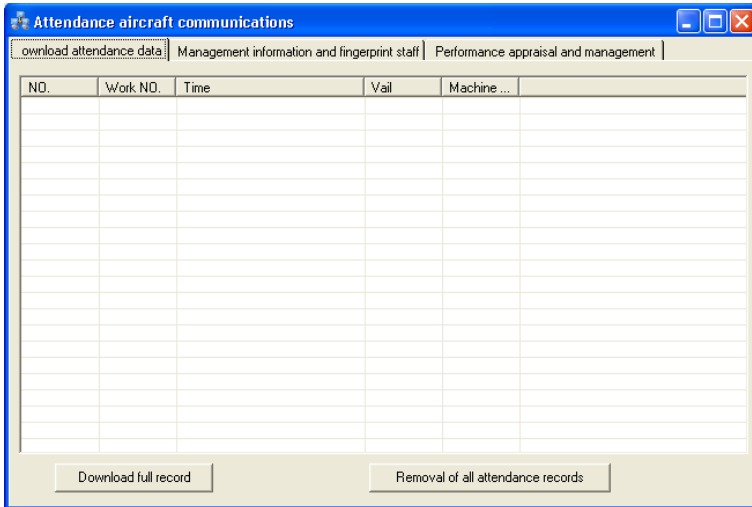 Attendance aircraft communications
ownload attendance data Management information and fingerprint staff Performance appraisal and management
NO. Work NO. Time Vail Machine ...
Download full record Removal of all attendance records